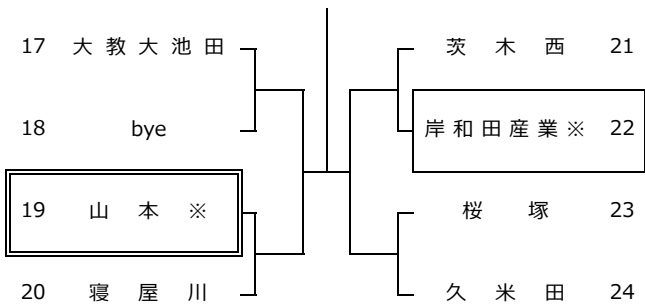 17 大教大池田
18 bye
19 山本※
20 寝屋川
茨木西 21
岸和田産業※ 22
桜塚 23
久米田 24